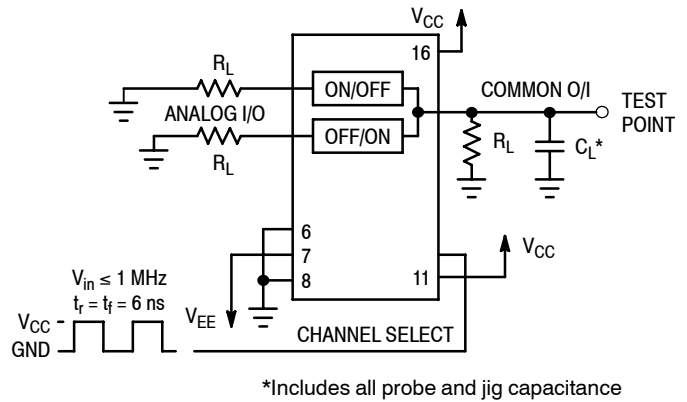 V_CC
16
R_L
ON/OFF
COMMON O/I
TEST
POINT
ANALOG I/O
OFF/ON
R_L
R_L
C_L*
6
7
8
11
V_CC
V_in ≤ 1 MHz
t_r = t_f = 6 ns
V_CC
GND
V_EE
CHANNEL SELECT
*Includes all probe and jig capacitance